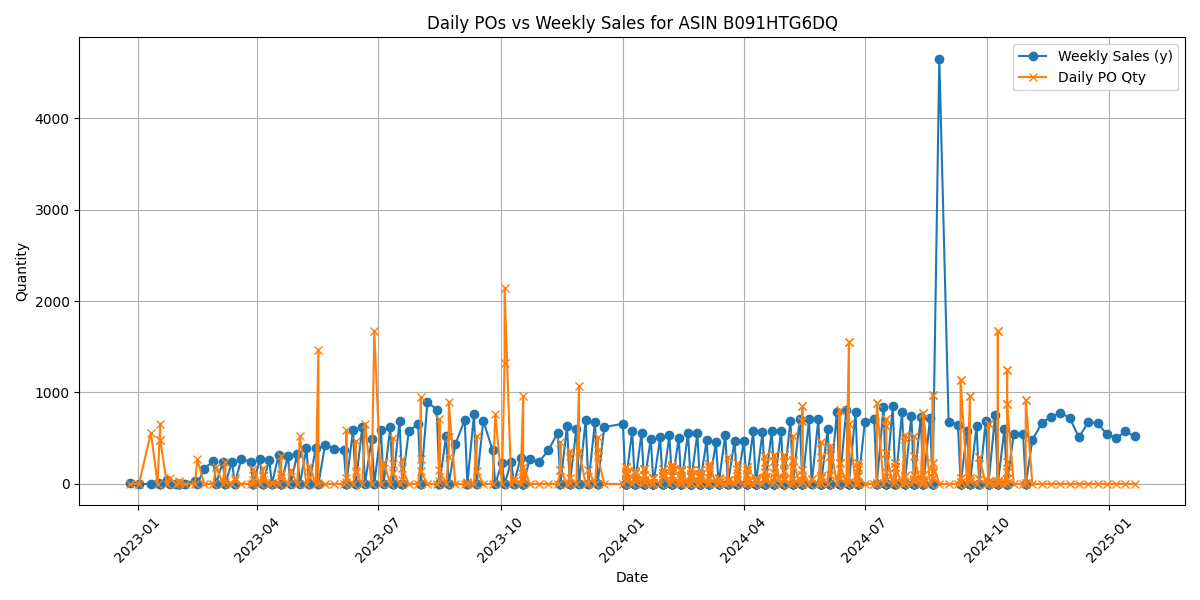 Daily POs vs Weekly Sales for ASIN B091HTG6DQ
Weekly Sales (y)
Daily PO Qty
Quantity
4000
3000
2000
1000
0
2023-01
2023-04
2023-07
2023-10
2024-01
2024-04
2024-07
2024-10
2025-01
Date